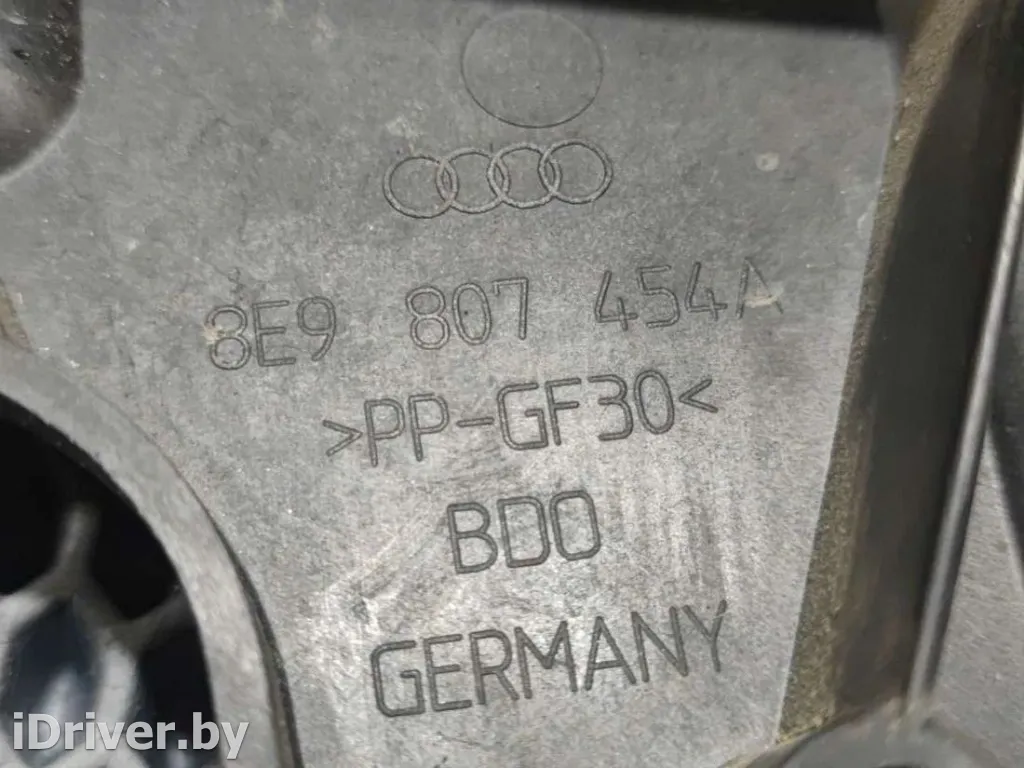 8E9 807 454A
>PP-GF30<
BDO
GERMANY
iDriver.by